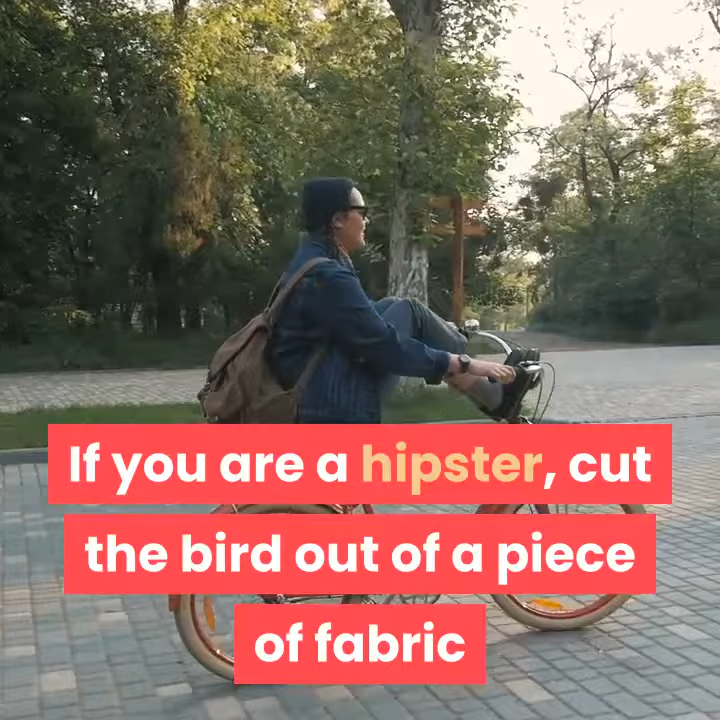 If you are a hipster, cut
the bird out of a piece
of fabric